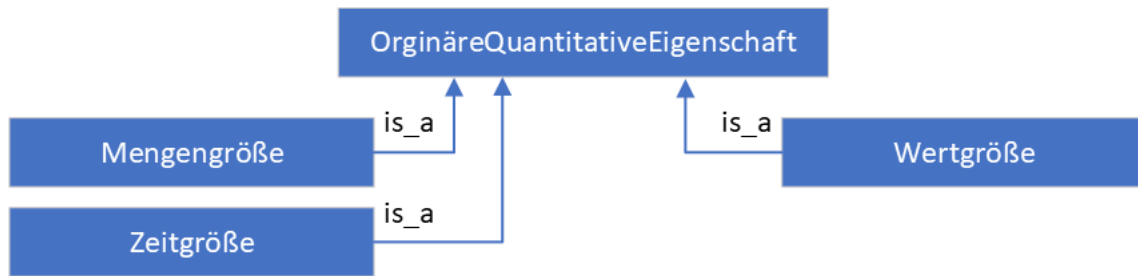 OrginäreQuantitativeEigenschaft
is_a
is_a
Mengengröße
Wertgröße
is_a
Zeitgröße